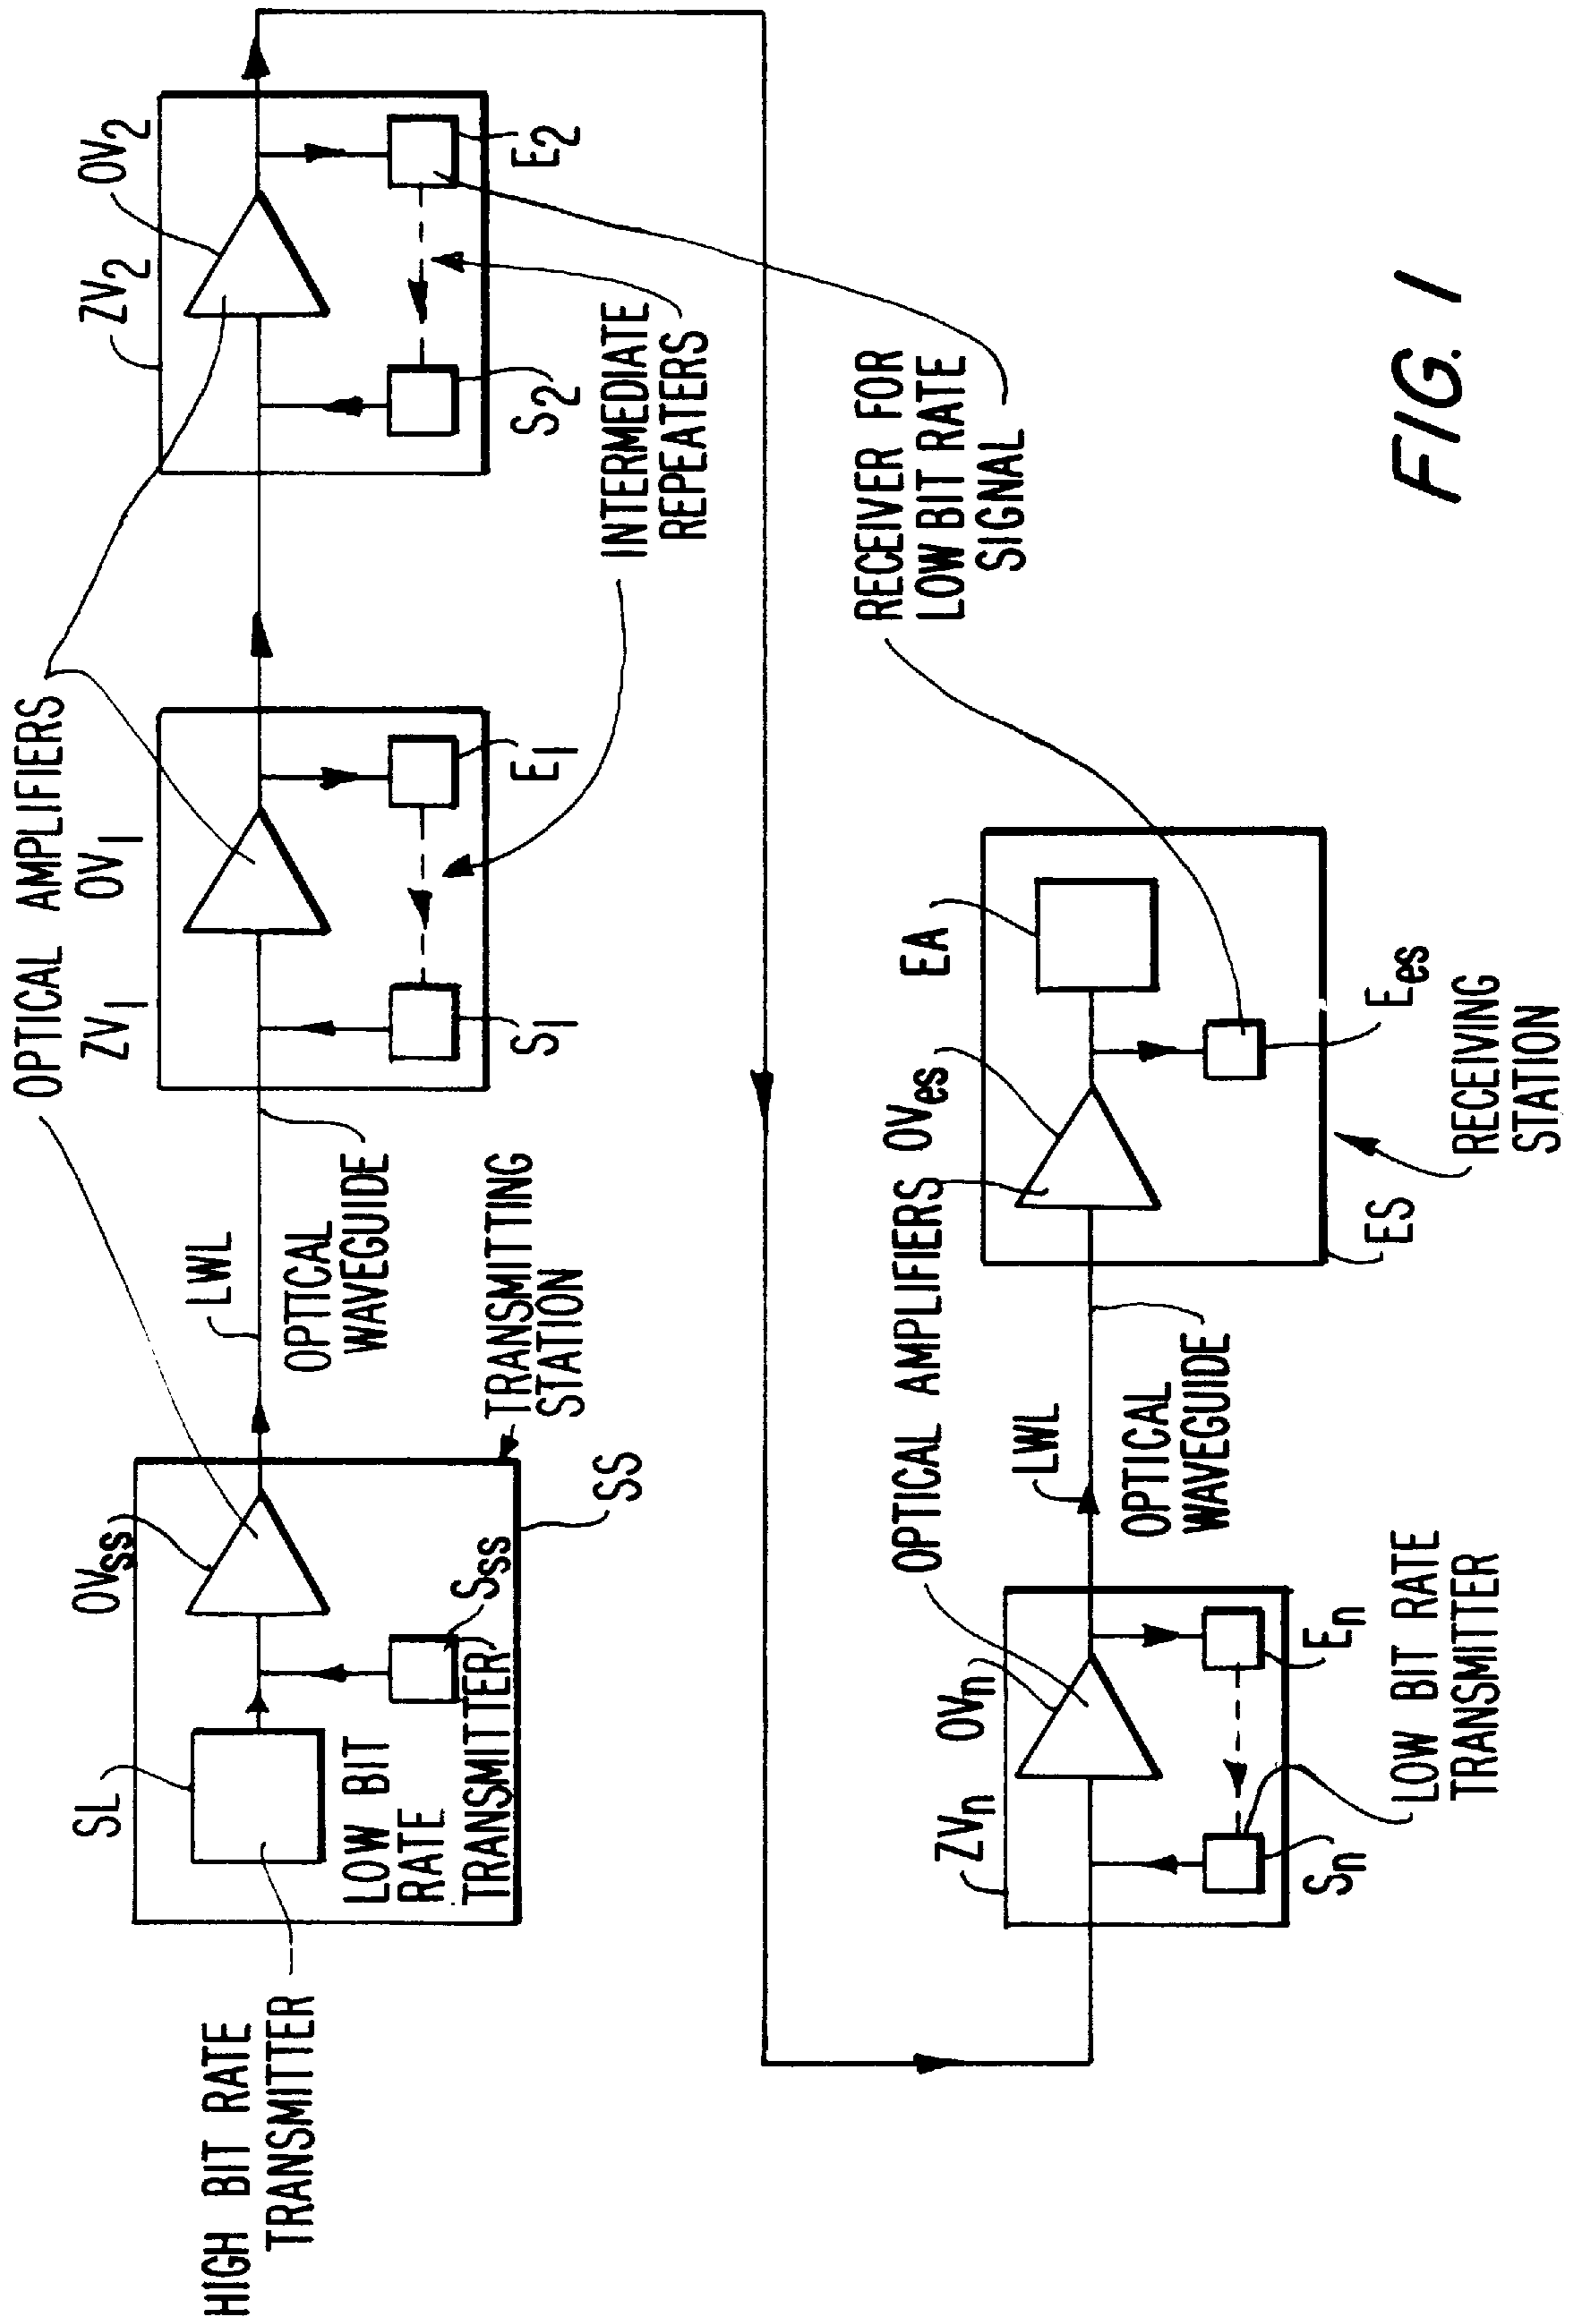 OPTICAL AMPLIFIERS
OVss
ZV1
OV1
ZV2
OV2
SL
LWL
HIGH BIT RATE
TRANSMITTER
LOW BIT
RATE
TRANSMITTER
Sss
SS
OPTICAL
WAVEGUIDE
TRANSMITTING
STATION
S1
E1
S2
E2
INTERMEDIATE
REPEATERS
RECEIVER FOR
LOW BIT RATE
SIGNAL
OPTICAL AMPLIFIERS
OVes
EA
ZVn
OVn
LWL
OPTICAL
WAVEGUIDE
Sn
En
LOW BIT RATE
TRANSMITTER
ES
Ees
RECEIVING
STATION
FIG. 1